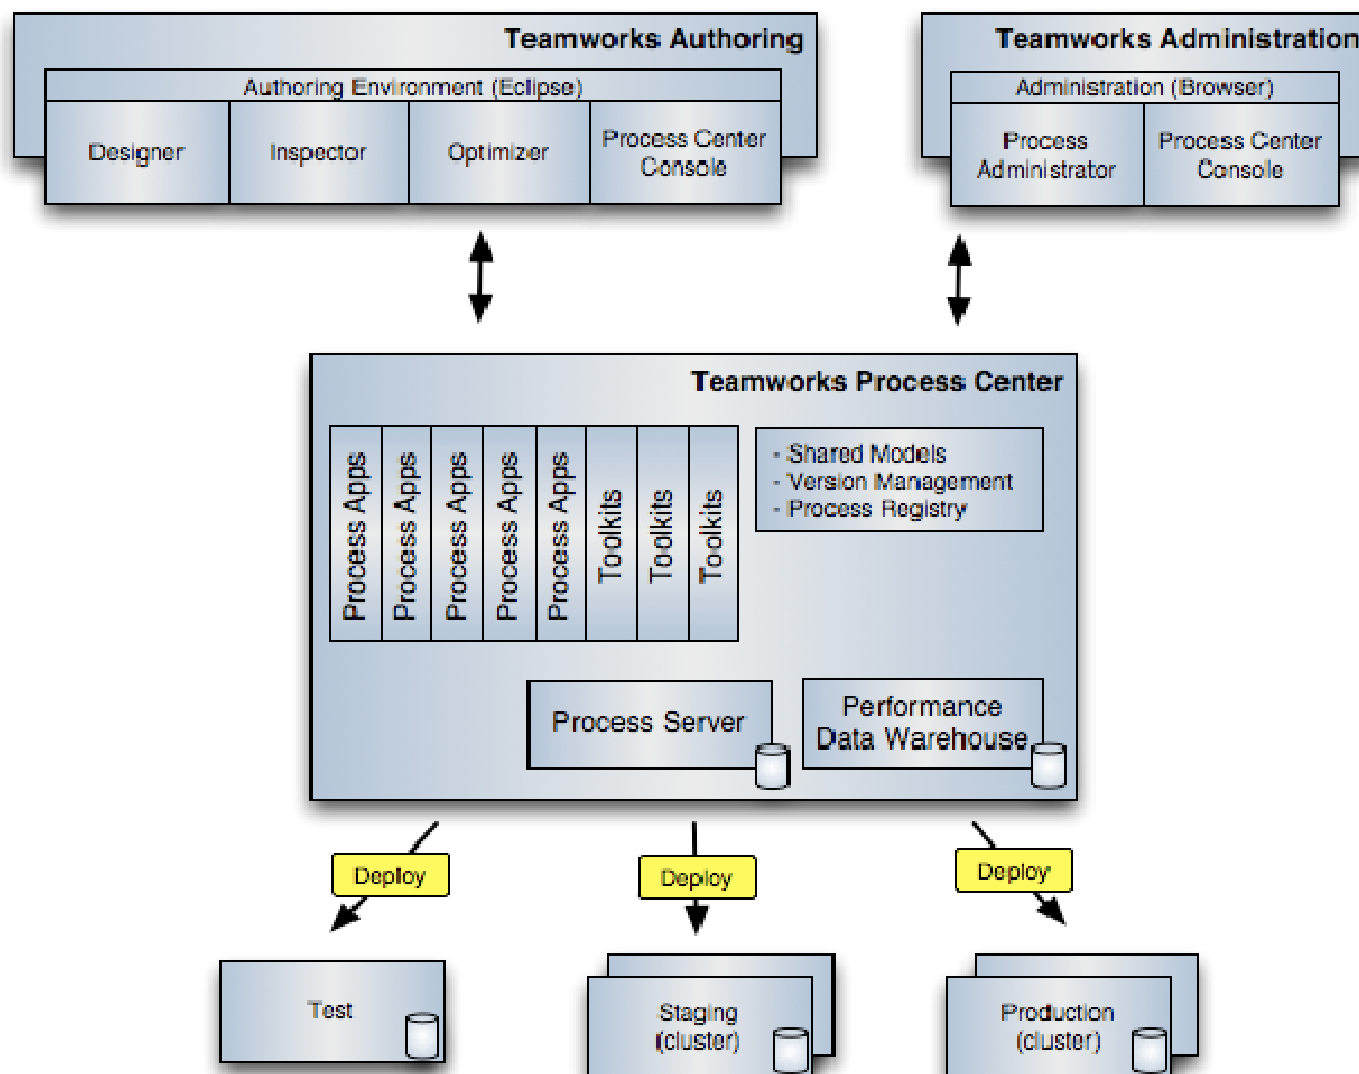 Teamworks Authoring
Authoring Environment (Eclipse)
Designer
Inspector
Optimizer
Process Center
Console
Teamworks Administration
Administration (Browser)
Process
Administrator
Process Center
Console
Teamworks Process Center
Process Apps
Process Apps
Process Apps
Process Apps
Process Apps
Toolkits
Toolkits
Toolkits
- Shared Models
- Version Management
- Process Registry
Process Server
Performance
Data Warehouse
Deploy
Deploy
Deploy
Test
Staging
(cluster)
Production
(cluster)